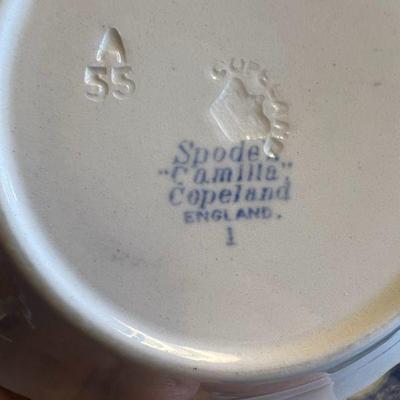 A
55
COPELAND
Spode's
"Camilla"
Copeland
ENGLAND.
1